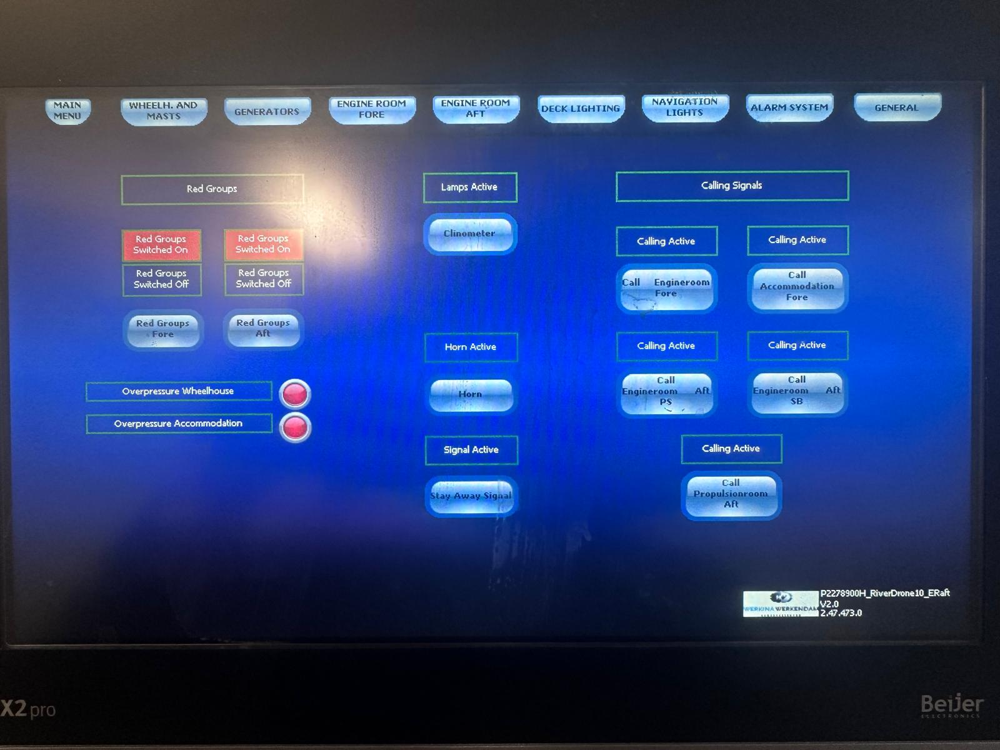 MAIN
MENU
WHEELH. AND
MASTS
GENERATORS
ENGINE ROOM
FORE
ENGINE ROOM
AFT
DECK LIGHTING
NAVIGATION
LIGHTS
ALARM SYSTEM
GENERAL
Red Groups
Red Groups
Switched On
Red Groups
Switched On
Red Groups
Switched Off
Red Groups
Switched Off
Red Groups
Fore
Red Groups
Aft
Overpressure Wheelhouse
Overpressure Accommodation
Lamps Active
Clinometer
Horn Active
Horn
Signal Active
Stay Away Signal
Calling Signals
Calling Active
Calling Active
Call Engineroom
Fore
Call
Accommodation
Fore
Calling Active
Calling Active
Call
Engineroom Aft
PS
Call
Engineroom Aft
SB
Calling Active
Call
Propulsionroom
Aft
WERKINA WERKENDAM
P2278900H_RiverDrone10_ERaft
V2.0
2.47.473.0
X2 pro
Beijer
ELECTRONICS